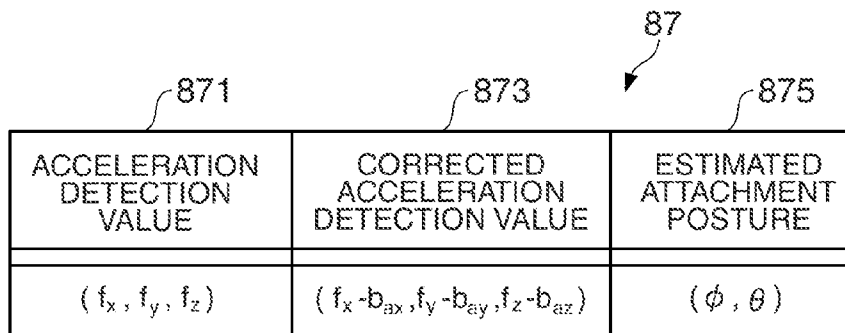 87
871
873
875
ACCELERATION
DETECTION
VALUE
CORRECTED
ACCELERATION
DETECTION VALUE
ESTIMATED
ATTACHMENT
POSTURE
(fx, fy, fz)
(fx-bax,fy-bay,fz-baz)
(ϕ, θ)